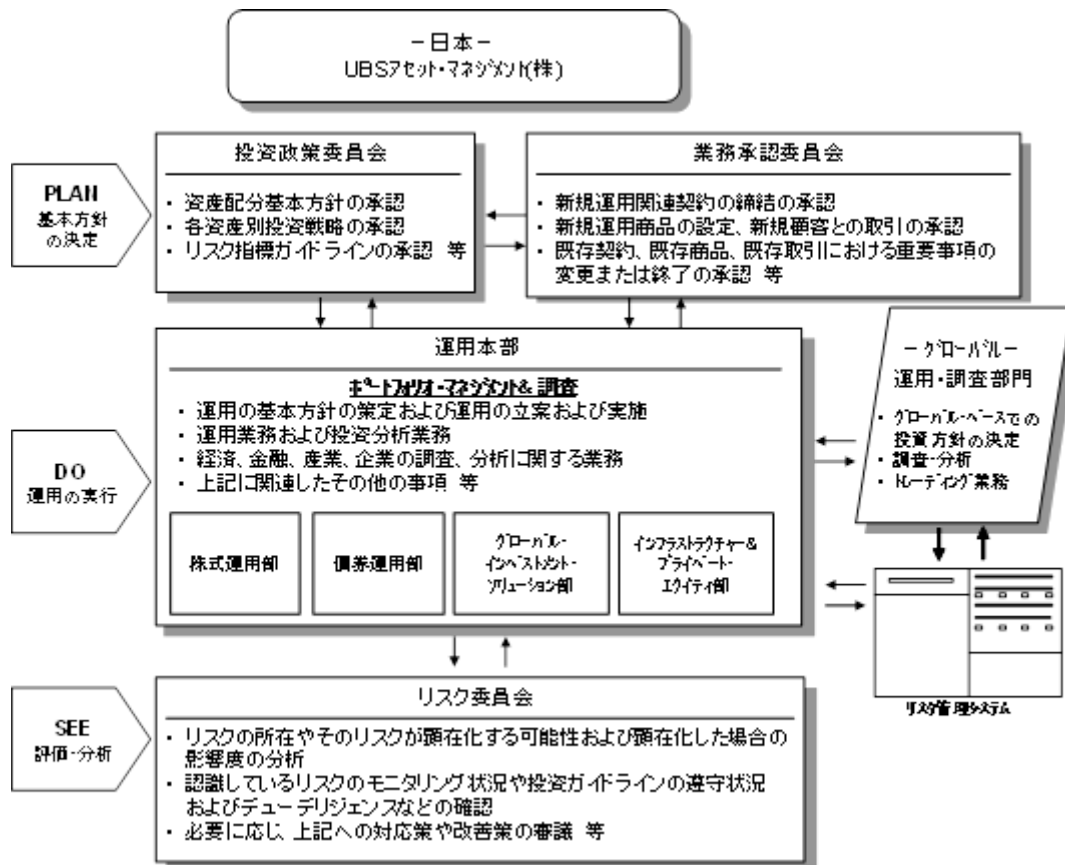 －日本－
UBSアセット・マネジメント(株)
PLAN
基本方針
の決定
投資政策委員会
・ 資産配分基本方針の承認
・ 各資産別投資戦略の承認
・ リスク指標ガイドラインの承認 等
業務承認委員会
・ 新規運用関連契約の締結の承認
・ 新規運用商品の設定、新規顧客との取引の承認
・ 既存契約、既存商品、既存取引における重要事項の
変更または終了の承認 等
DO
運用の実行
運用本部
ポートフォリオ・マネジメント& 調査
・ 運用の基本方針の策定および運用の立案および実施
・ 運用業務および投資分析業務
・ 経済、金融、産業、企業の調査、分析に関する業務
・ 上記に関連したその他の事項 等
株式運用部
債券運用部
グローバル・
インベストメント・
ソリューション部
インフラストラクチャー&
プライベート・
エクイティ部
－グローバル－
運用・調査部門
・ グローバル・ベースでの
投資方針の決定
・ 調査・分析
・ トレーディング業務
リスク管理システム
SEE
評価・分析
リスク委員会
・ リスクの所在やそのリスクが顕在化する可能性および顕在化した場合の
影響度の分析
・ 認識しているリスクのモニタリング状況や投資ガイドラインの遵守状況
およびデューデリジェンスなどの確認
・ 必要に応じ、上記への対応策や改善策の審議 等